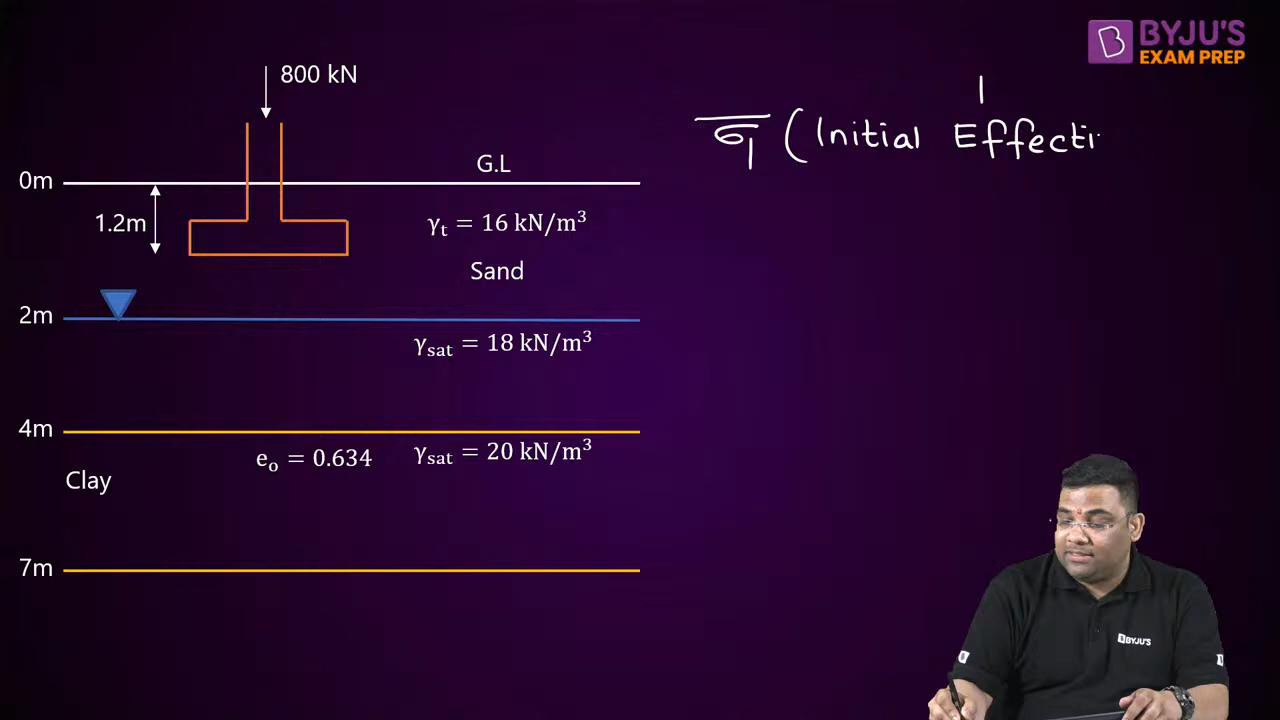 BYJU'S
EXAM PREP
800 kN
σ̅₁ (Initial Effecti
G.L
0m
1.2m
γt = 16 kN/m³
Sand
2m
γsat = 18 kN/m³
4m
eo = 0.634
γsat = 20 kN/m³
Clay
7m
BYJU'S